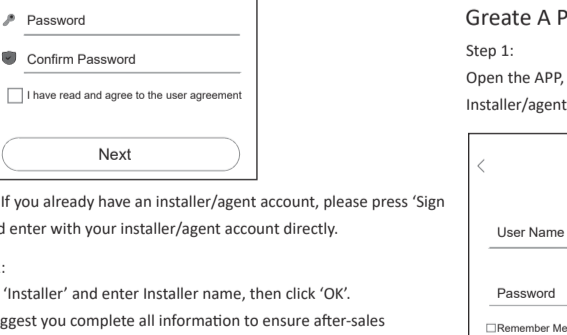 Password
Confirm Password
I have read and agree to the user agreement
Next
If you already have an installer/agent account, please press 'Sign
enter with your installer/agent account directly.
:
'Installer' and enter Installer name, then click 'OK'.
you complete all information to ensure after-sales
Greate A P
Step 1:
Open the APP,
Installer/agent
<
User Name
Password
Remember Me